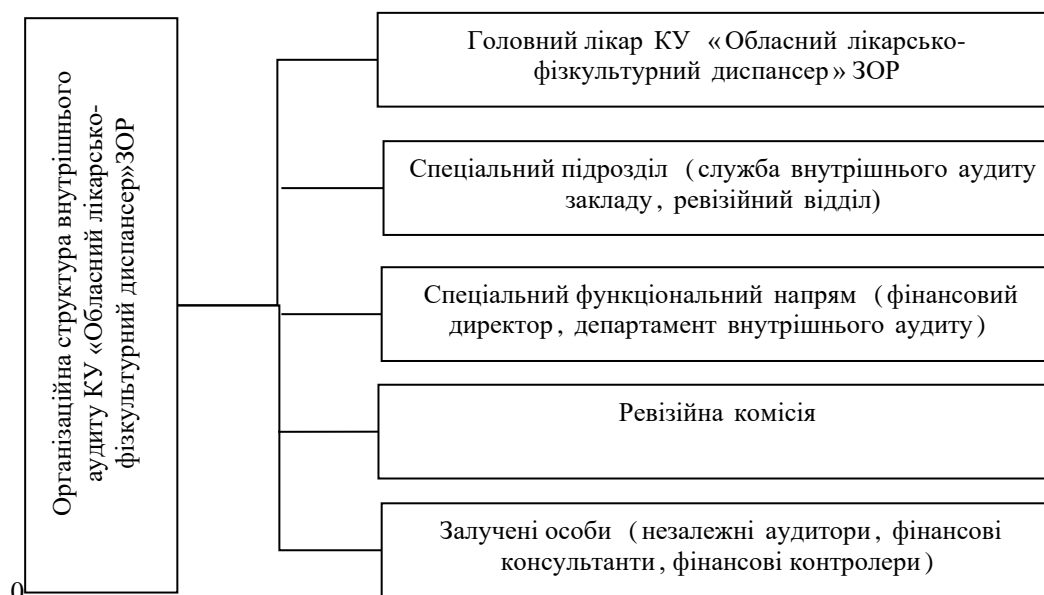 Організаційна структура внутрішнього
аудиту КУ «Обласний лікарсько-
фізкультурний диспансер»ЗОР
Головний лікар КУ «Обласний лікарсько-
фізкультурний диспансер» ЗОР
Спеціальний підрозділ (служба внутрішнього аудиту
закладу, ревізійний відділ)
Спеціальний функціональний напрям (фінансовий
директор, департамент внутрішнього аудиту)
Ревізійна комісія
Залучені особи (незалежні аудитори, фінансові
консультанти, фінансові контролери)
0